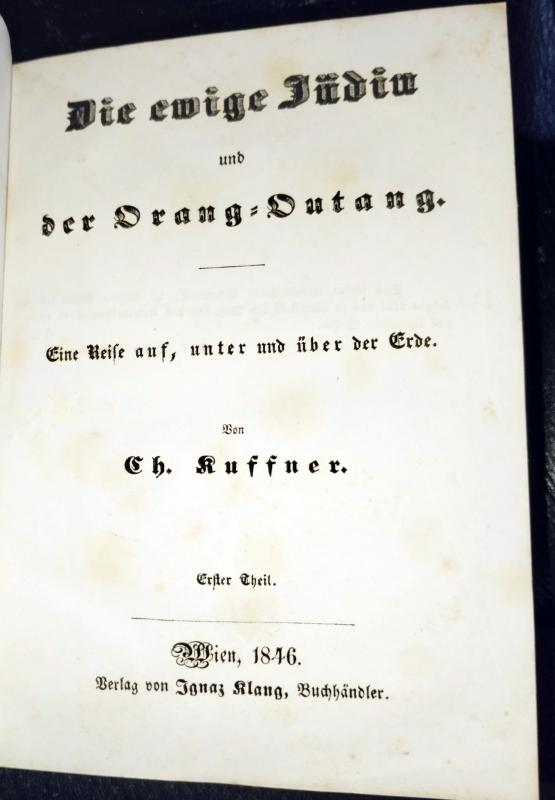 Die ewige Jüdin
und
der Orang-Outang.
Eine Reise auf, unter und über der Erde.
Von
Ch. Kuffner.
Erster Theil.
Wien, 1846.
Verlag von Ignaz Klang, Buchhändler.